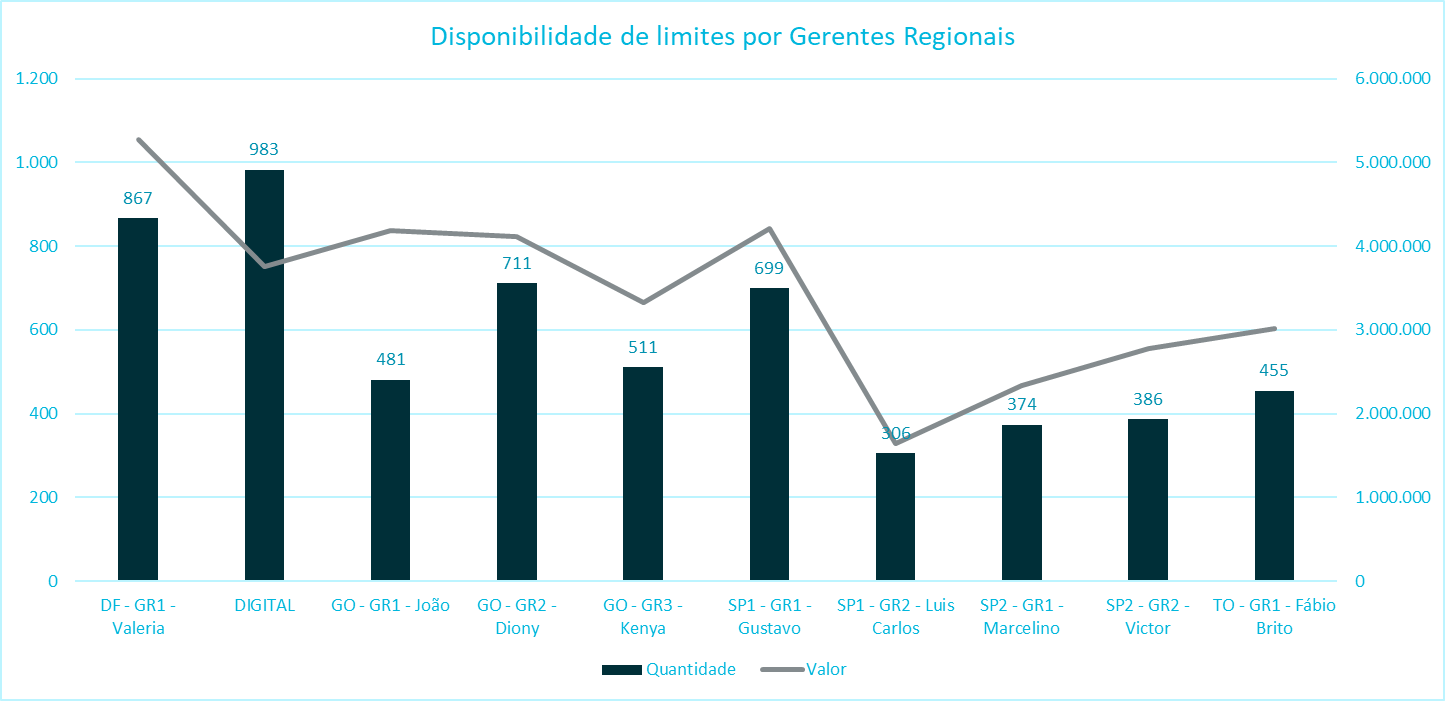 Disponibilidade de limites por Gerentes Regionais
1.200
6.000.000
1.000
5.000.000
800
4.000.000
600
3.000.000
400
2.000.000
200
1.000.000
0
0
867
983
481
711
511
699
306
374
386
455
DF - GR1 -
Valeria
DIGITAL
GO - GR1 - João
GO - GR2 -
Diony
GO - GR3 -
Kenya
SP1 - GR1 -
Gustavo
SP1 - GR2 - Luis
Carlos
SP2 - GR1 -
Marcelino
SP2 - GR2 -
Victor
TO - GR1 - Fábio
Brito
Quantidade
Valor